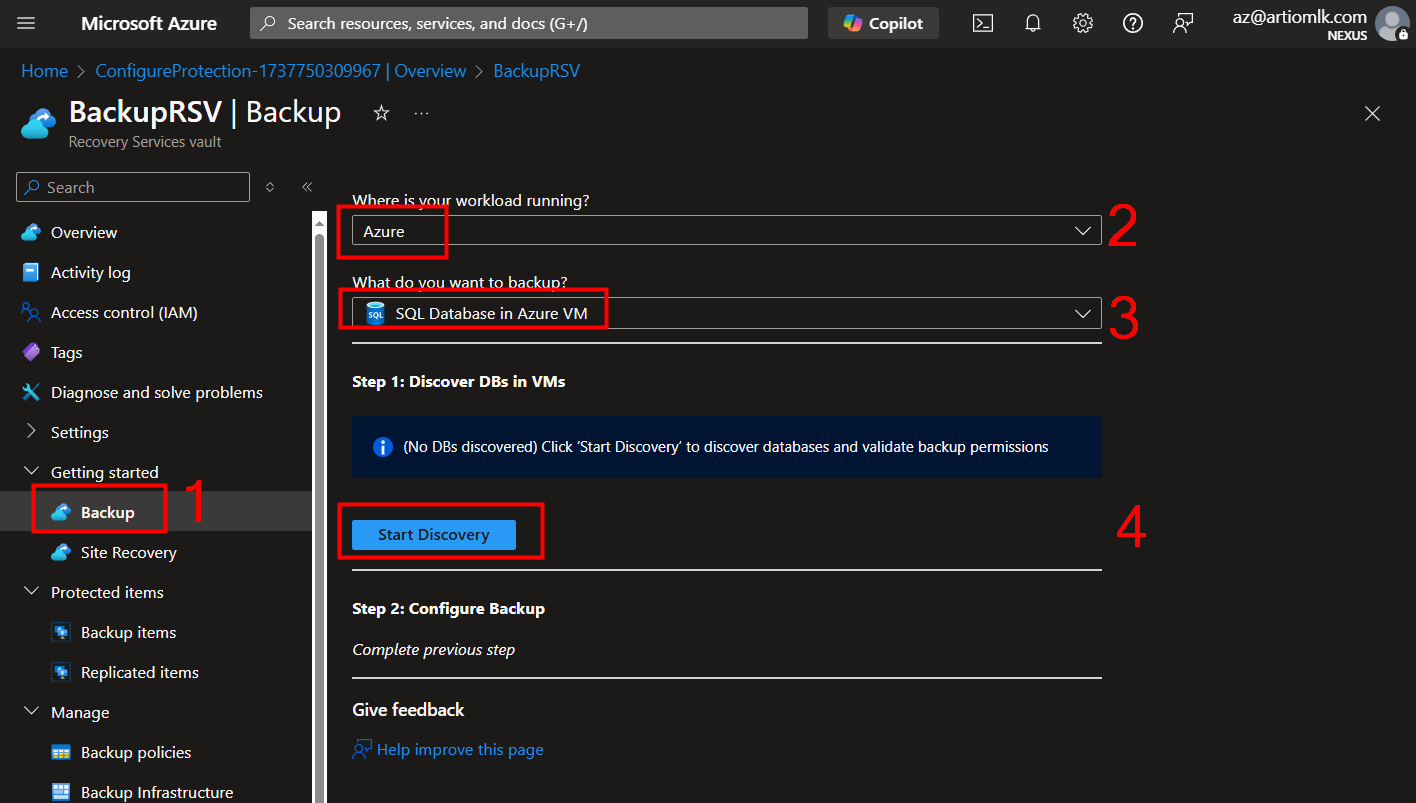 Microsoft Azure
Search resources, services, and docs (G+/)
Copilot
az@artiomlk.com
NEXUS
Home > ConfigureProtection-1737750309967 | Overview > BackupRSV
BackupRSV | Backup
Recovery Services vault
Search
Overview
Activity log
Access control (IAM)
Tags
Diagnose and solve problems
Settings
Getting started
Backup
1
Site Recovery
Protected items
Backup items
Replicated items
Manage
Backup policies
Backup Infrastructure
Where is your workload running?
Azure
2
What do you want to backup?
SQL
SQL Database in Azure VM
3
Step 1: Discover DBs in VMs
(No DBs discovered) Click ‘Start Discovery’ to discover databases and validate backup permissions
Start Discovery
4
Step 2: Configure Backup
Complete previous step
Give feedback
Help improve this page